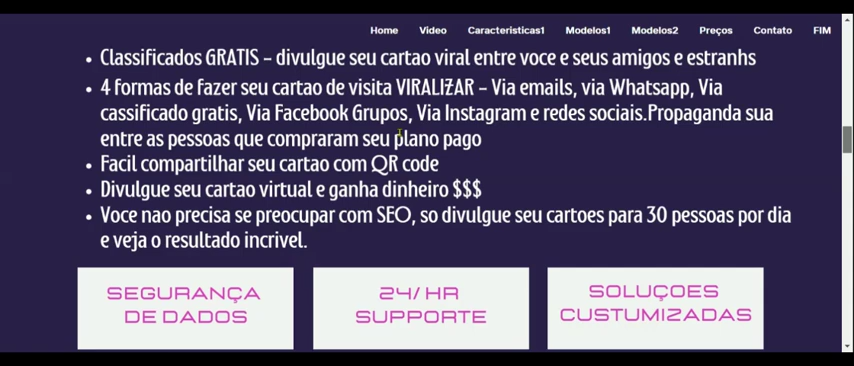 Home Video Caracteristicas1 Modelos1 Modelos2 Preços Contato FIM
• Classificados GRATIS – divulgue seu cartao viral entre voce e seus amigos e estranhs
• 4 formas de fazer seu cartao de visita VIRALIZAR – Via emails, via Whatsapp, Via
cassificado gratis, Via Facebook Grupos, Via Instagram e redes sociais.Propaganda sua
entre as pessoas que compraram seu plano pago
• Facil compartilhar seu cartao com QR code
• Divulgue seu cartao virtual e ganha dinheiro $$$
• Voce nao precisa se preocupar com SEO, so divulgue seu cartoes para 30 pessoas por dia
e veja o resultado incrivel.
SEGURANÇA
DE DADOS
24/HR
SUPPORTE
SOLUÇOES
CUSTUMIZADAS